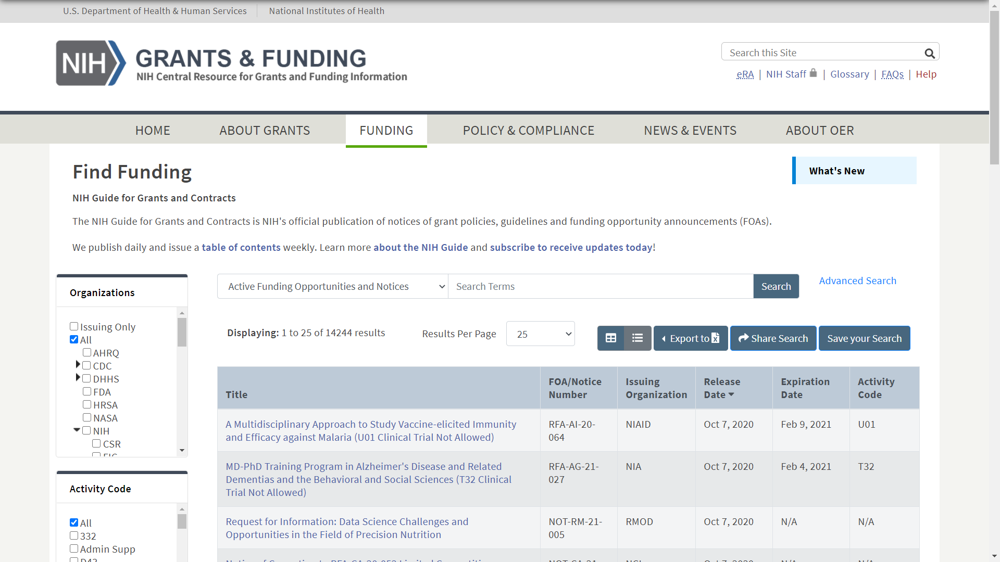 U.S. Department of Health & Human Services
National Institutes of Health
NIH
GRANTS & FUNDING
NIH Central Resource for Grants and Funding Information
Search this Site
eRA | NIH Staff | Glossary | FAQs | Help
HOME
ABOUT GRANTS
FUNDING
POLICY & COMPLIANCE
NEWS & EVENTS
ABOUT OER
Find Funding
What's New
NIH Guide for Grants and Contracts
The NIH Guide for Grants and Contracts is NIH's official publication of notices of grant policies, guidelines and funding opportunity announcements (FOAs).
We publish daily and issue a table of contents weekly. Learn more about the NIH Guide and subscribe to receive updates today!
Organizations
Issuing Only
All
AHRQ
CDC
DHHS
FDA
HRSA
NASA
NIH
CSR
FIC
Activity Code
All
332
Admin Supp
D43
Active Funding Opportunities and Notices
Search Terms
Search
Advanced Search
Displaying: 1 to 25 of 14244 results
Results Per Page
25
Export to
Share Search
Save your Search
Title
FOA/Notice
Number
Issuing
Organization
Release
Date
Expiration
Date
Activity
Code
A Multidisciplinary Approach to Study Vaccine-elicited Immunity
and Efficacy against Malaria (U01 Clinical Trial Not Allowed)
RFA-AI-20-
064
NIAID
Oct 7, 2020
Feb 9, 2021
U01
MD-PhD Training Program in Alzheimer's Disease and Related
Dementias and the Behavioral and Social Sciences (T32 Clinical
Trial Not Allowed)
RFA-AG-21-
027
NIA
Oct 7, 2020
Feb 4, 2021
T32
Request for Information: Data Science Challenges and
Opportunities in the Field of Precision Nutrition
NOT-RM-21-
005
RMOD
Oct 7, 2020
N/A
N/A